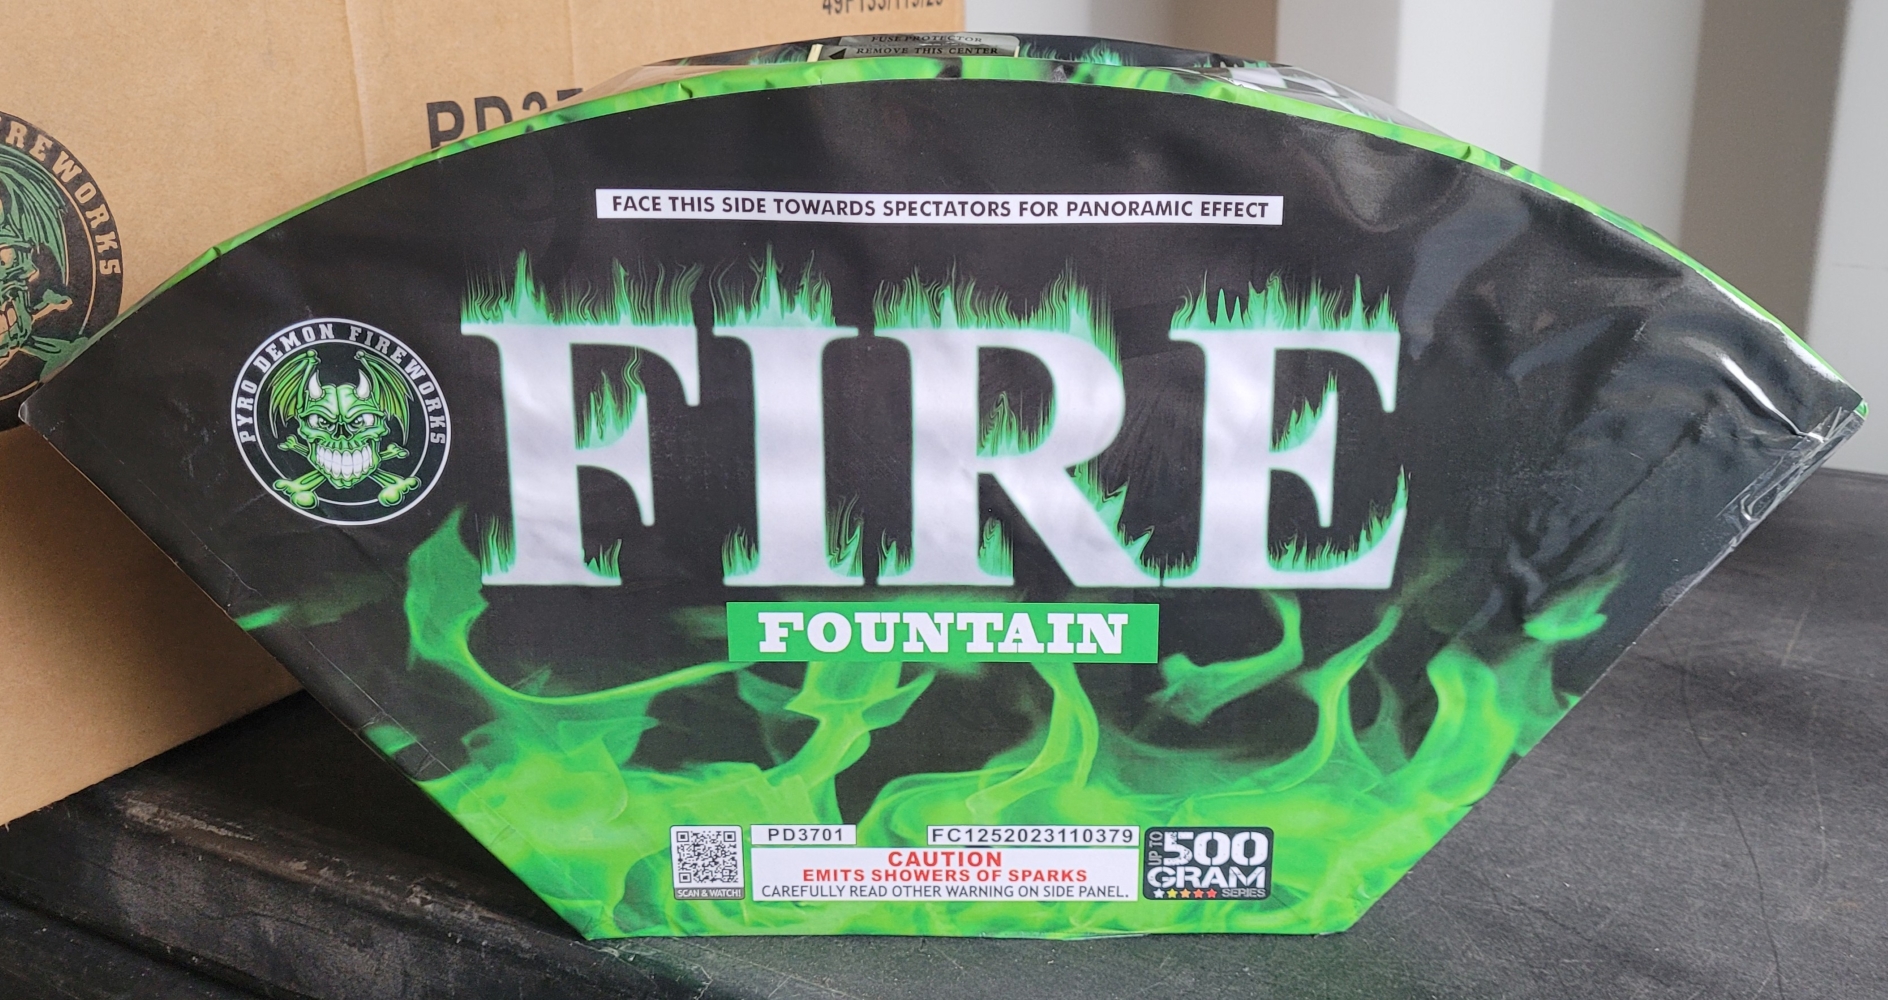 FUSE PROTECTOR
REMOVE THIS CENTER
FACE THIS SIDE TOWARDS SPECTATORS FOR PANORAMIC EFFECT
PYRO DEMON FIREWORKS
FIRE
FOUNTAIN
PD3701
FC1252023110379
CAUTION
EMITS SHOWERS OF SPARKS
CAREFULLY READ OTHER WARNING ON SIDE PANEL.
SCAN & WATCH!
UP TO
500
GRAM
SERIES
FIREWORKS